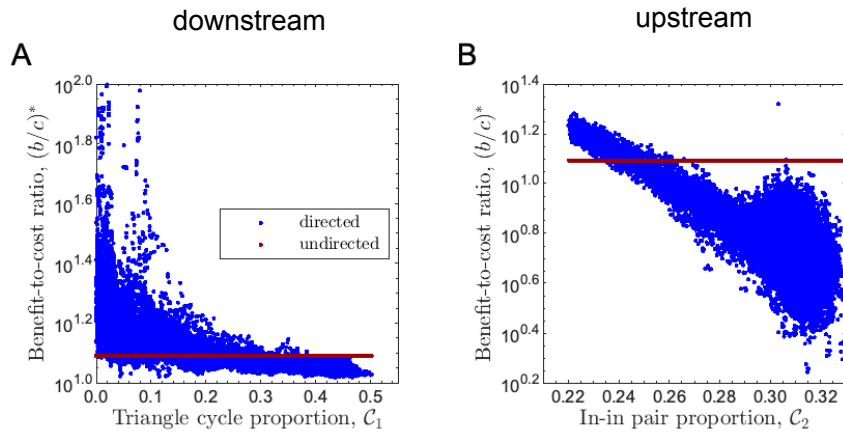 downstream
A
10^2.0
10^1.8
10^1.6
10^1.4
10^1.2
10^1.0
Benefit-to-cost ratio, (b/c)*
directed
undirected
0.0 0.1 0.2 0.3 0.4 0.5
Triangle cycle proportion, C₁
upstream
B
10^1.4
10^1.2
10^1.0
10^0.8
10^0.6
10^0.4
10^0.2
Benefit-to-cost ratio, (b/c)*
0.22 0.24 0.26 0.28 0.30 0.32
In-in pair proportion, C₂